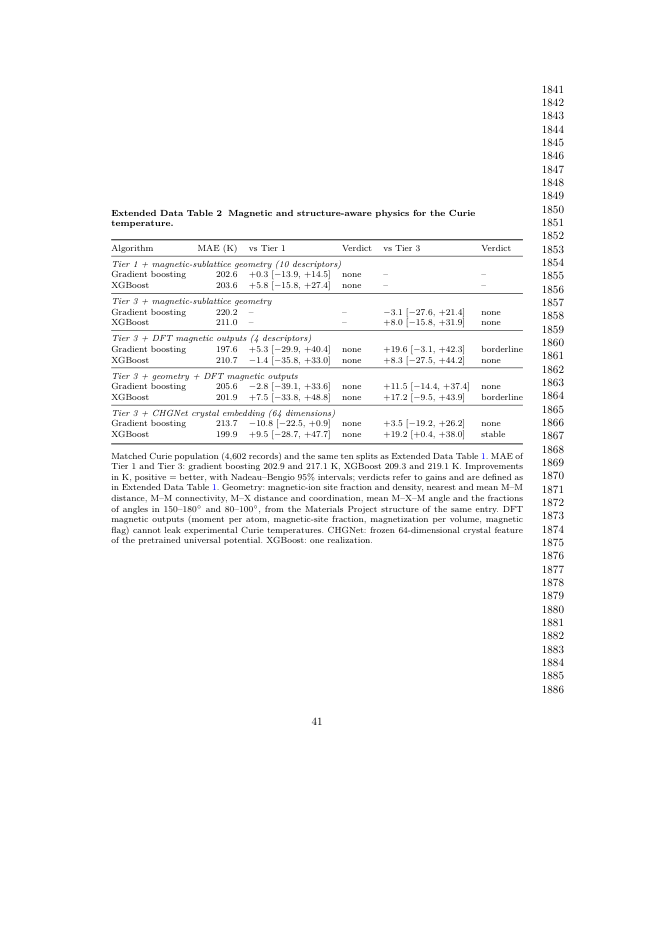 Extended Data Table 2 Magnetic and structure-aware physics for the Curie
temperature.
Algorithm MAE (K) vs Tier 1 Verdict vs Tier 3 Verdict
Tier 1 + magnetic-sublattice geometry (10 descriptors)
Gradient boosting 202.6 +0.3 [−13.9, +14.5] none – –
XGBoost 203.6 +5.8 [−15.8, +27.4] none – –
Tier 3 + magnetic-sublattice geometry
Gradient boosting 220.2 – – −3.1 [−27.6, +21.4] none
XGBoost 211.0 – – +8.0 [−15.8, +31.9] none
Tier 3 + DFT magnetic outputs (4 descriptors)
Gradient boosting 197.6 +5.3 [−29.9, +40.4] none +19.6 [−3.1, +42.3] borderline
XGBoost 210.7 −1.4 [−35.8, +33.0] none +8.3 [−27.5, +44.2] none
Tier 3 + geometry + DFT magnetic outputs
Gradient boosting 205.6 −2.8 [−39.1, +33.6] none +11.5 [−14.4, +37.4] none
XGBoost 201.9 +7.5 [−33.8, +48.8] none +17.2 [−9.5, +43.9] borderline
Tier 3 + CHGNet crystal embedding (64 dimensions)
Gradient boosting 213.7 −10.8 [−22.5, +0.9] none +3.5 [−19.2, +26.2] none
XGBoost 199.9 +9.5 [−28.7, +47.7] none +19.2 [+0.4, +38.0] stable
Matched Curie population (4,602 records) and the same ten splits as Extended Data Table 1. MAE of
Tier 1 and Tier 3: gradient boosting 202.9 and 217.1 K, XGBoost 209.3 and 219.1 K. Improvements
in K, positive = better, with Nadeau–Bengio 95% intervals; verdicts refer to gains and are defined as
in Extended Data Table 1. Geometry: magnetic-ion site fraction and density, nearest and mean M–M
distance, M–M connectivity, M–X distance and coordination, mean M–X–M angle and the fractions
of angles in 150–180° and 80–100°, from the Materials Project structure of the same entry. DFT
magnetic outputs (moment per atom, magnetic-site fraction, magnetization per volume, magnetic
flag) cannot leak experimental Curie temperatures. CHGNet: frozen 64-dimensional crystal feature
of the pretrained universal potential. XGBoost: one realization.
41
1841
1842
1843
1844
1845
1846
1847
1848
1849
1850
1851
1852
1853
1854
1855
1856
1857
1858
1859
1860
1861
1862
1863
1864
1865
1866
1867
1868
1869
1870
1871
1872
1873
1874
1875
1876
1877
1878
1879
1880
1881
1882
1883
1884
1885
1886